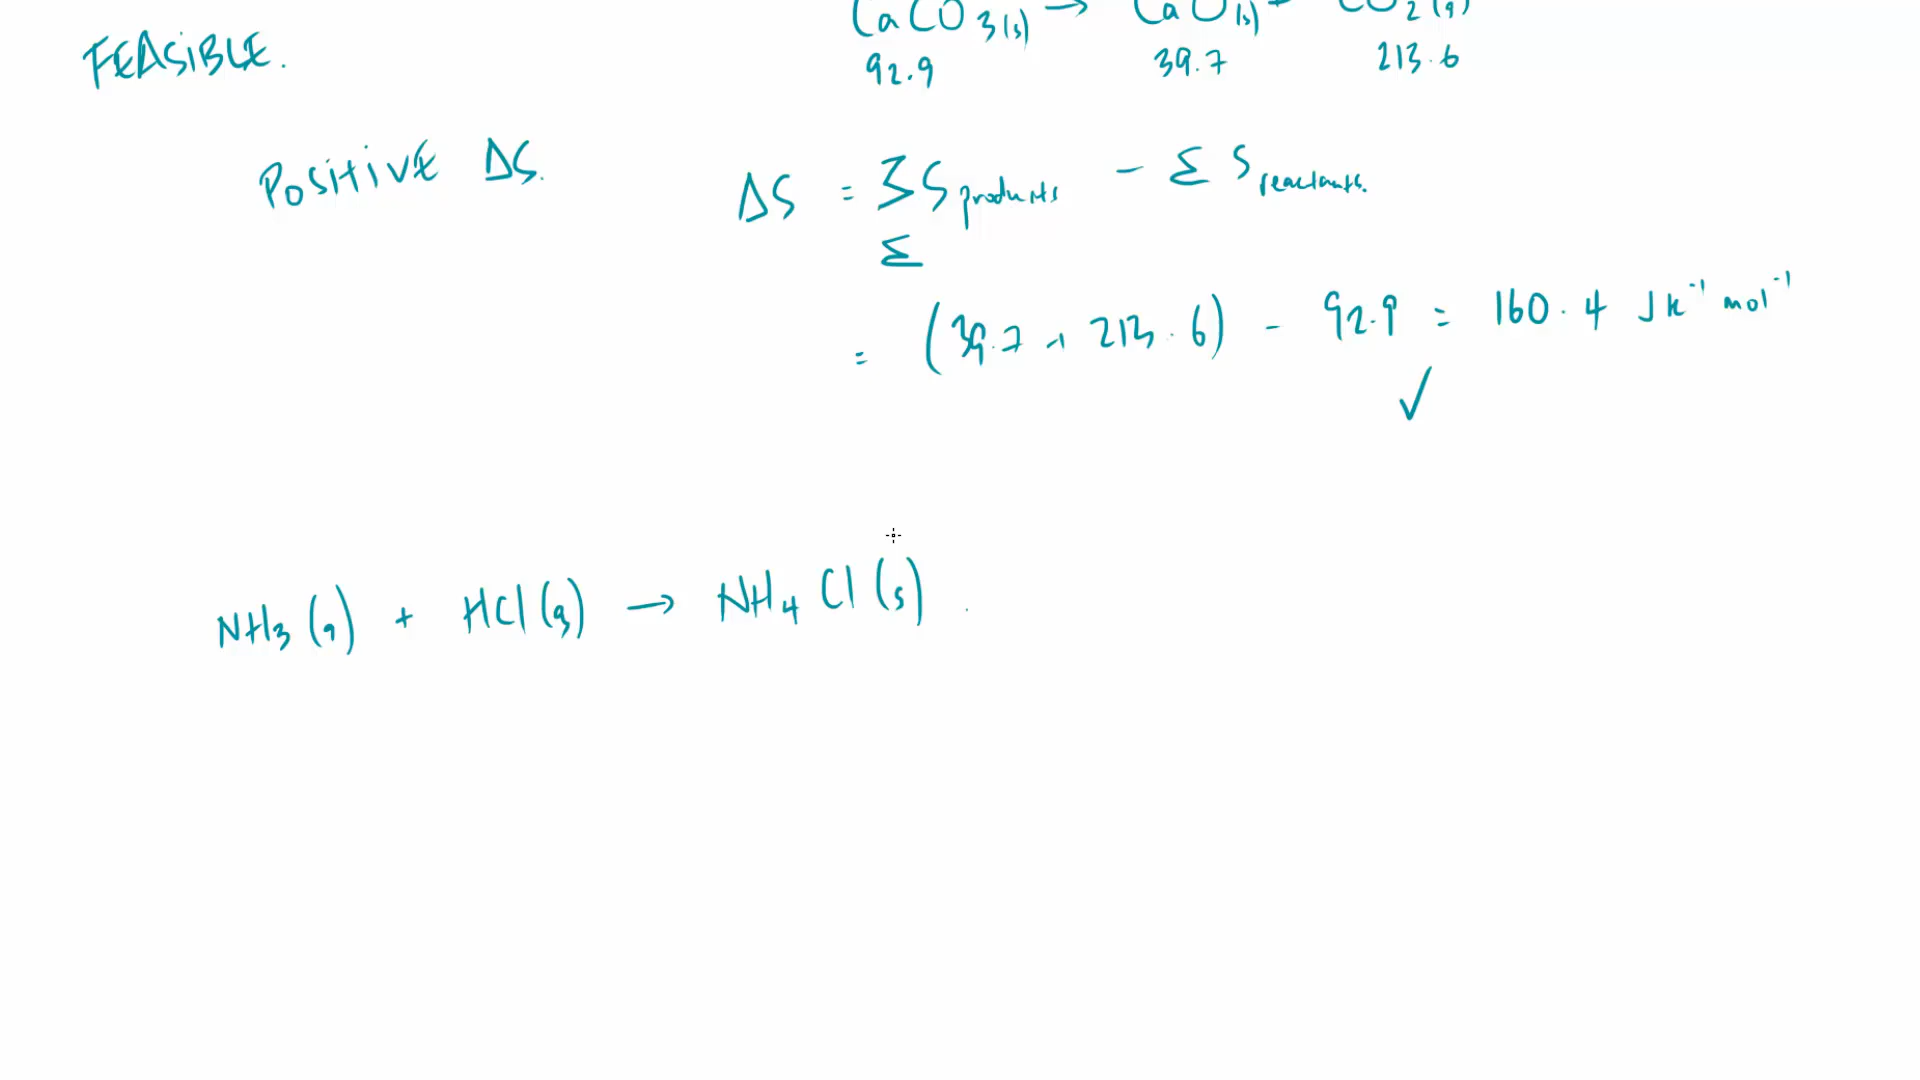 CaCO₃(s) → CaO(s) + CO₂(g)
FEASiBLE.
92.9 39.7 213.6
POSiTiVE ΔS.
ΔS = ΣS products - Σ S reactants.
Σ
= (39.7 + 213.6) - 92.9 = 160.4 JK⁻¹ mol⁻¹
✓
NH₃(g) + HCl(g) → NH₄Cl(s).